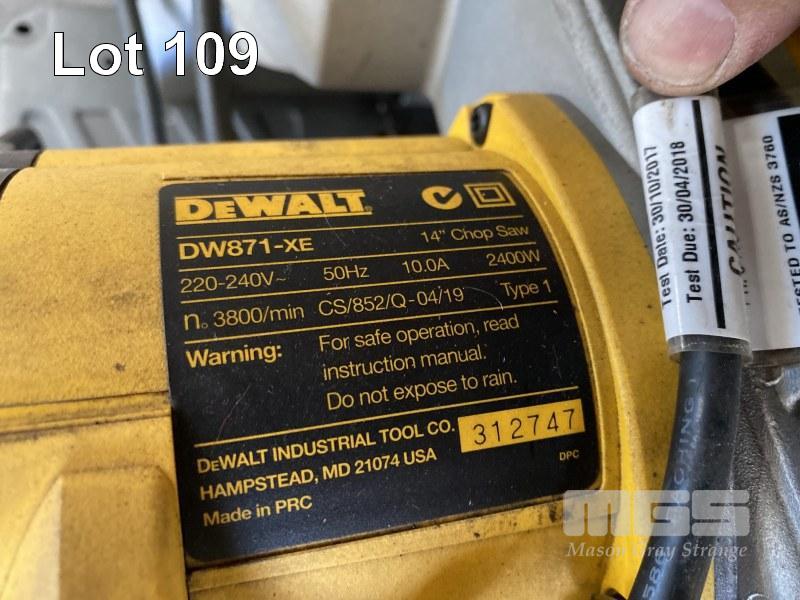 Lot 109
DEWALT
DW871-XE
14" Chop Saw
220-240V~ 50Hz 10.0A 2400W
n₀ 3800/min CS/852/Q-04/19 Type 1
Warning: For safe operation, read
instruction manual.
Do not expose to rain.
DEWALT INDUSTRIAL TOOL CO. 312747
HAMPSTEAD, MD 21074 USA
DPC
Made in PRC
Test Date: 30/10/2017
Test Due: 30/04/2018
CAUTION
TESTED TO AS/NZS 3760
MGS
Mason Gray Strange